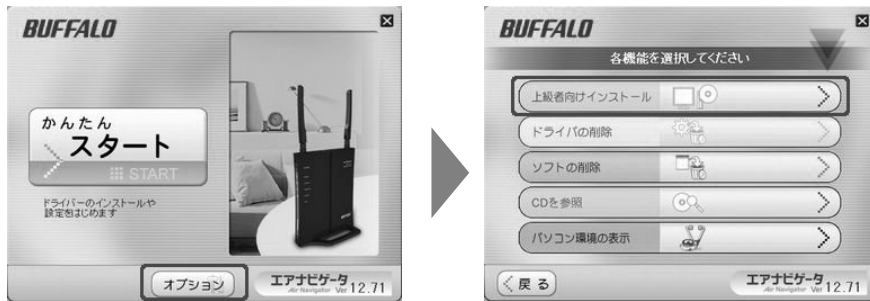 BUFFALO
かんたん
スタート
START
ドライバーのインストールや
設定をはじめます
オプション
エアナビゲータ
Air Navigator Ver 12.71
BUFFALO
各機能を選択してください
上級者向けインストール
ドライバの削除
ソフトの削除
CDを参照
パソコン環境の表示
戻る
エアナビゲータ
Air Navigator Ver 12.71